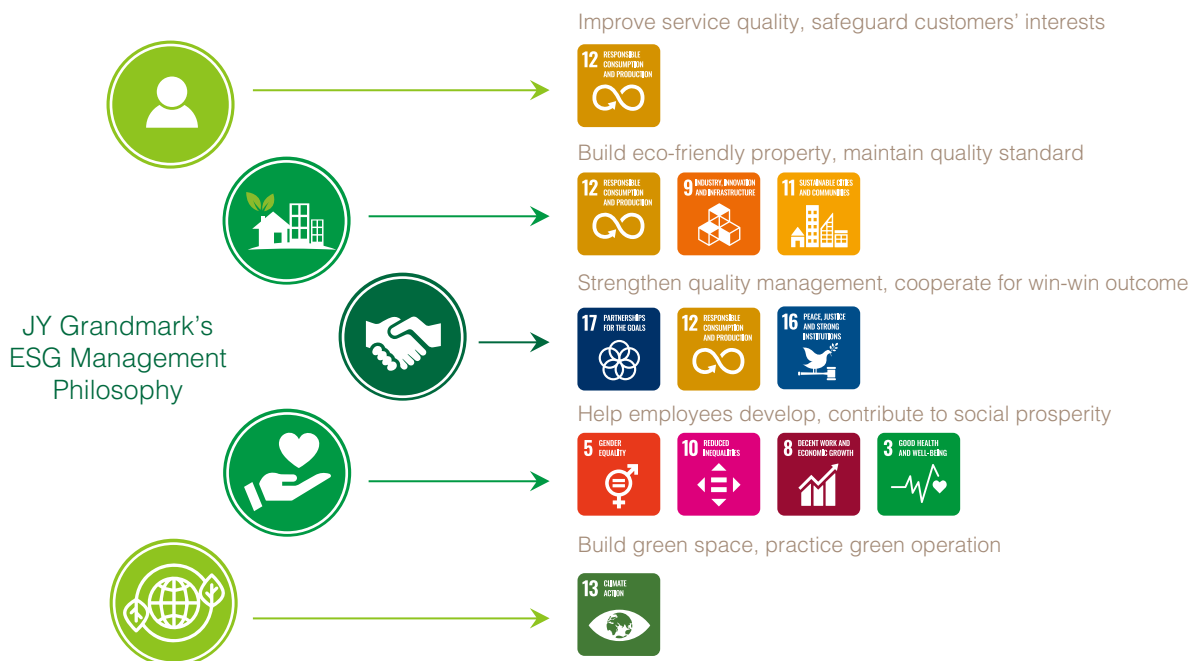 Improve service quality, safeguard customers’ interests
12 RESPONSIBLE
CONSUMPTION
AND PRODUCTION
Build eco-friendly property, maintain quality standard
12 RESPONSIBLE
CONSUMPTION
AND PRODUCTION
9 INDUSTRY, INNOVATION
AND INFRASTRUCTURE
11 SUSTAINABLE CITIES
AND COMMUNITIES
Strengthen quality management, cooperate for win-win outcome
17 PARTNERSHIPS
FOR THE GOALS
12 RESPONSIBLE
CONSUMPTION
AND PRODUCTION
16 PEACE, JUSTICE
AND STRONG
INSTITUTIONS
JY Grandmark’s
ESG Management
Philosophy
Help employees develop, contribute to social prosperity
5 GENDER
EQUALITY
10 REDUCED
INEQUALITIES
8 DECENT WORK AND
ECONOMIC GROWTH
3 GOOD HEALTH
AND WELL-BEING
Build green space, practice green operation
13 CLIMATE
ACTION